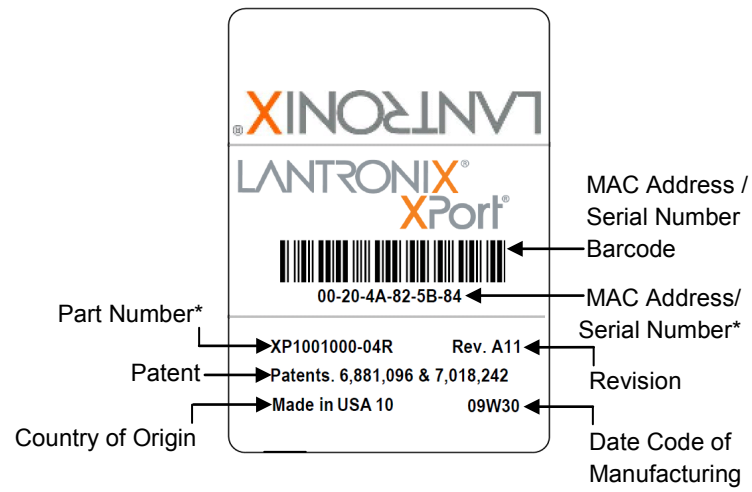 LANTRONIX®
LANTRONIX®
XPort®
MAC Address /
Serial Number
Barcode
00-20-4A-82-5B-84
MAC Address/
Serial Number*
Part Number*
XP1001000-04R Rev. A11
Revision
Patent
Patents. 6,881,096 & 7,018,242
Country of Origin
Made in USA 10 09W30
Date Code of
Manufacturing